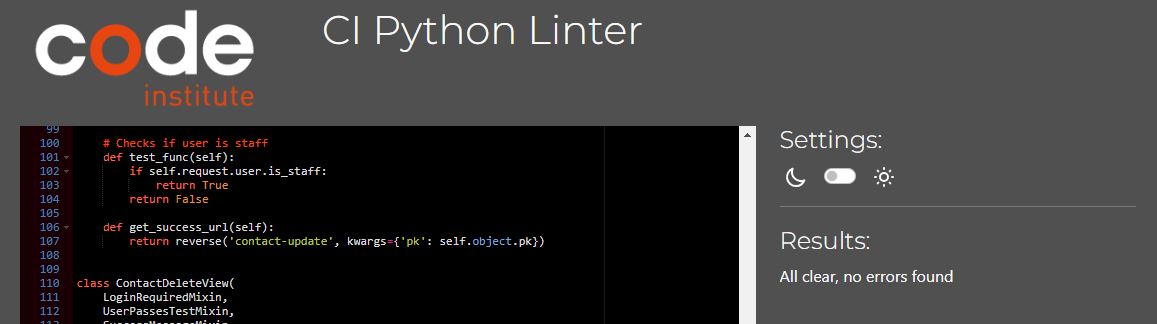 code
institute
CI Python Linter
99
100 # Checks if user is staff
101 def test_func(self):
102 if self.request.user.is_staff:
103 return True
104 return False
105
106 def get_success_url(self):
107 return reverse('contact-update', kwargs={'pk': self.object.pk})
108
109
110 class ContactDeleteView(
111 LoginRequiredMixin,
112 UserPassesTestMixin,
113 SuccessMessageMixin,
Settings:
Results:
All clear, no errors found